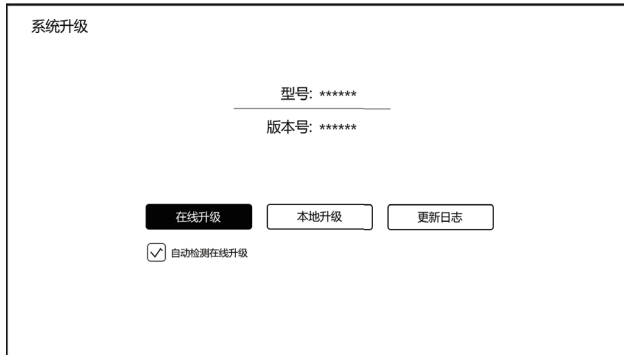 系统升级
型号: ******
版本号: ******
在线升级 本地升级 更新日志
自动检测在线升级